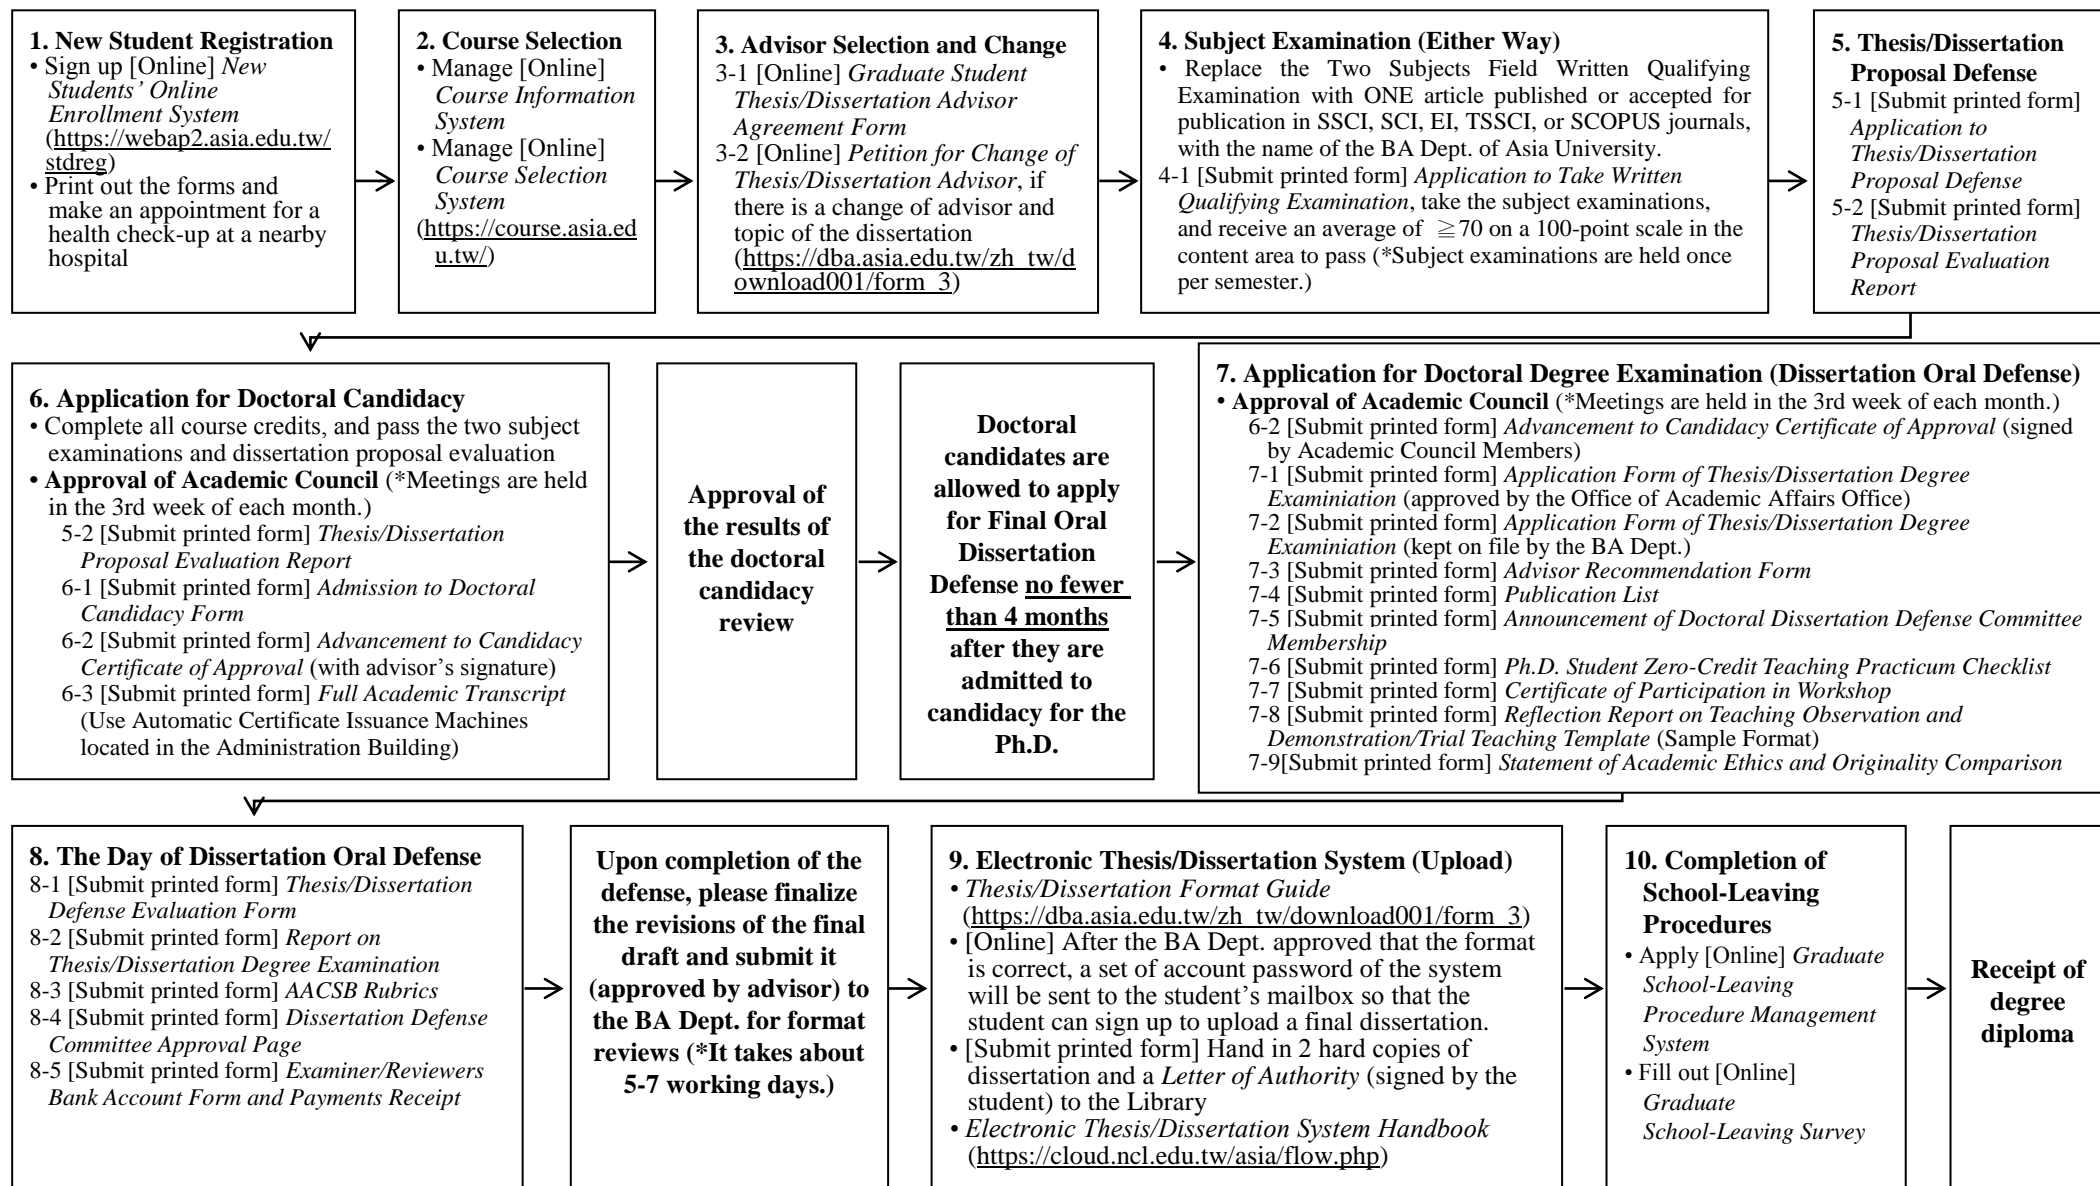 1. New Student Registration
• Sign up [Online] New
Students' Online
Enrollment System
(https://webap2.asia.edu.tw/
stdreg)
• Print out the forms and
make an appointment for a
health check-up at a nearby
hospital
2. Course Selection
• Manage [Online]
Course Information
System
• Manage [Online]
Course Selection
System
(https://course.asia.ed
u.tw/)
3. Advisor Selection and Change
3-1 [Online] Graduate Student
Thesis/Dissertation Advisor
Agreement Form
3-2 [Online] Petition for Change of
Thesis/Dissertation Advisor, if
there is a change of advisor and
topic of the dissertation
(https://dba.asia.edu.tw/zh_tw/d
ownload001/form_3)
4. Subject Examination (Either Way)
• Replace the Two Subjects Field Written Qualifying
Examination with ONE article published or accepted for
publication in SSCI, SCI, EI, TSSCI, or SCOPUS journals,
with the name of the BA Dept. of Asia University.
4-1 [Submit printed form] Application to Take Written
Qualifying Examination, take the subject examinations,
and receive an average of ≧70 on a 100-point scale in the
content area to pass (*Subject examinations are held once
per semester.)
5. Thesis/Dissertation
Proposal Defense
5-1 [Submit printed form]
Application to
Thesis/Dissertation
Proposal Defense
5-2 [Submit printed form]
Thesis/Dissertation
Proposal Evaluation
Report
6. Application for Doctoral Candidacy
• Complete all course credits, and pass the two subject
examinations and dissertation proposal evaluation
• Approval of Academic Council (*Meetings are held
in the 3rd week of each month.)
5-2 [Submit printed form] Thesis/Dissertation
Proposal Evaluation Report
6-1 [Submit printed form] Admission to Doctoral
Candidacy Form
6-2 [Submit printed form] Advancement to Candidacy
Certificate of Approval (with advisor's signature)
6-3 [Submit printed form] Full Academic Transcript
(Use Automatic Certificate Issuance Machines
located in the Administration Building)
Approval of
the results of
the doctoral
candidacy
review
Doctoral
candidates are
allowed to apply
for Final Oral
Dissertation
Defense no fewer
than 4 months
after they are
admitted to
candidacy for the
Ph.D.
7. Application for Doctoral Degree Examination (Dissertation Oral Defense)
• Approval of Academic Council (*Meetings are held in the 3rd week of each month.)
6-2 [Submit printed form] Advancement to Candidacy Certificate of Approval (signed
by Academic Council Members)
7-1 [Submit printed form] Application Form of Thesis/Dissertation Degree
Examiniation (approved by the Office of Academic Affairs Office)
7-2 [Submit printed form] Application Form of Thesis/Dissertation Degree
Examiniation (kept on file by the BA Dept.)
7-3 [Submit printed form] Advisor Recommendation Form
7-4 [Submit printed form] Publication List
7-5 [Submit printed form] Announcement of Doctoral Dissertation Defense Committee
Membership
7-6 [Submit printed form] Ph.D. Student Zero-Credit Teaching Practicum Checklist
7-7 [Submit printed form] Certificate of Participation in Workshop
7-8 [Submit printed form] Reflection Report on Teaching Observation and
Demonstration/Trial Teaching Template (Sample Format)
7-9[Submit printed form] Statement of Academic Ethics and Originality Comparison
8. The Day of Dissertation Oral Defense
8-1 [Submit printed form] Thesis/Dissertation
Defense Evaluation Form
8-2 [Submit printed form] Report on
Thesis/Dissertation Degree Examination
8-3 [Submit printed form] AACSB Rubrics
8-4 [Submit printed form] Dissertation Defense
Committee Approval Page
8-5 [Submit printed form] Examiner/Reviewers
Bank Account Form and Payments Receipt
Upon completion of the
defense, please finalize
the revisions of the final
draft and submit it
(approved by advisor) to
the BA Dept. for format
reviews (*It takes about
5-7 working days.)
9. Electronic Thesis/Dissertation System (Upload)
• Thesis/Dissertation Format Guide
(https://dba.asia.edu.tw/zh_tw/download001/form_3)
• [Online] After the BA Dept. approved that the format
is correct, a set of account password of the system
will be sent to the student's mailbox so that the
student can sign up to upload a final dissertation.
• [Submit printed form] Hand in 2 hard copies of
dissertation and a Letter of Authority (signed by the
student) to the Library
• Electronic Thesis/Dissertation System Handbook
(https://cloud.ncl.edu.tw/asia/flow.php)
10. Completion of
School-Leaving
Procedures
• Apply [Online] Graduate
School-Leaving
Procedure Management
System
• Fill out [Online]
Graduate
School-Leaving Survey
Receipt of
degree
diploma